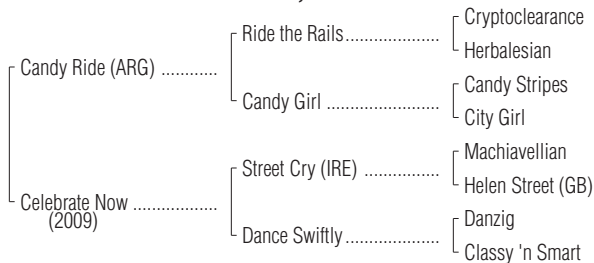 Cryptoclearance
Ride the Rails....................
Herbalesian
Candy Ride (ARG) ............
Candy Stripes
Candy Girl ........................
City Girl
Machiavellian
Street Cry (IRE) ................
Helen Street (GB)
Celebrate Now ..................
(2009)
Danzig
Dance Swiftly....................
Classy 'n Smart